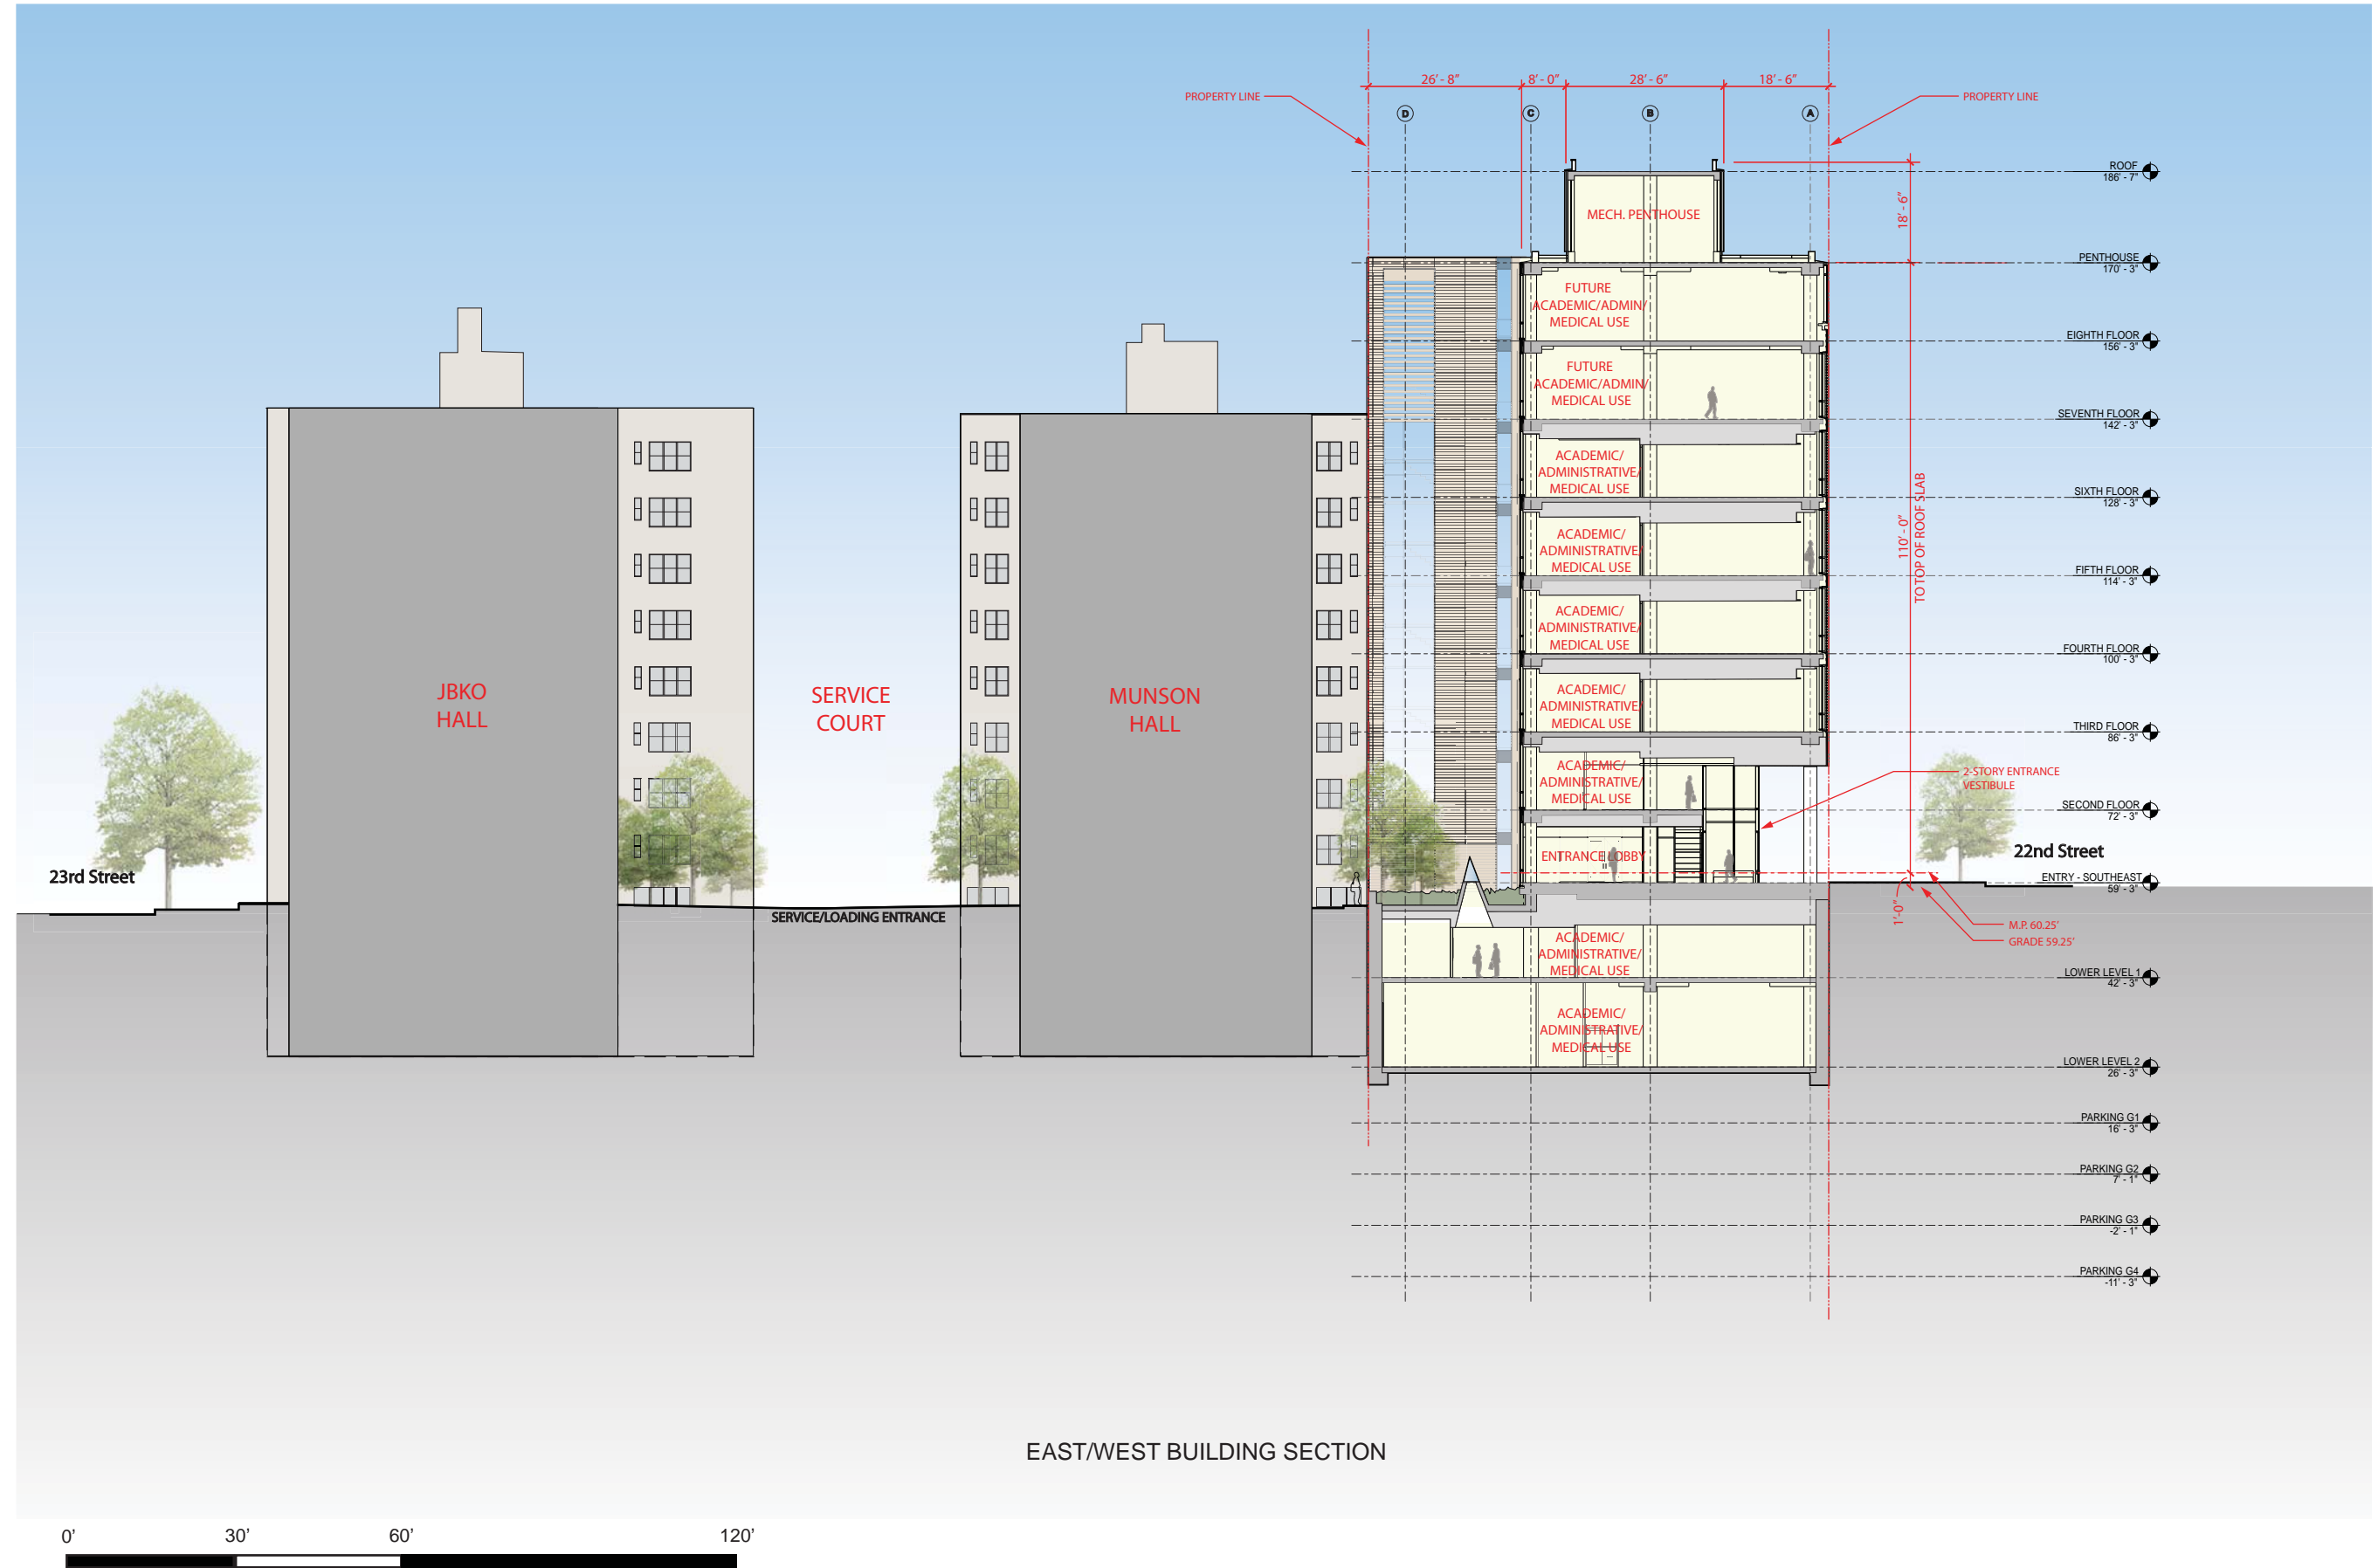 26' - 8"
8' - 0"
28' - 6"
18' - 6"
PROPERTY LINE
PROPERTY LINE
D
C
B
A
ROOF
186' - 7"
18' - 6"
MECH. PENTHOUSE
PENTHOUSE
170' - 3"
FUTURE
ACADEMIC/ADMIN/
MEDICAL USE
EIGHTH FLOOR
156' - 3"
FUTURE
ACADEMIC/ADMIN/
MEDICAL USE
SEVENTH FLOOR
142' - 3"
ACADEMIC/
ADMINISTRATIVE/
MEDICAL USE
SIXTH FLOOR
128' - 3"
110' - 0"
TO TOP OF ROOF SLAB
ACADEMIC/
ADMINISTRATIVE/
MEDICAL USE
FIFTH FLOOR
114' - 3"
ACADEMIC/
ADMINISTRATIVE/
MEDICAL USE
FOURTH FLOOR
100' - 3"
JBKO
HALL
SERVICE
COURT
MUNSON
HALL
ACADEMIC/
ADMINISTRATIVE/
MEDICAL USE
THIRD FLOOR
86' - 3"
ACADEMIC/
ADMINISTRATIVE/
MEDICAL USE
2-STORY ENTRANCE
VESTIBULE
SECOND FLOOR
72' - 3"
ENTRANCE LOBBY
22nd Street
23rd Street
ENTRY - SOUTHEAST
59' - 3"
SERVICE/LOADING ENTRANCE
1'-0"
M.P. 60.25'
GRADE 59.25'
ACADEMIC/
ADMINISTRATIVE/
MEDICAL USE
LOWER LEVEL 1
42' - 3"
ACADEMIC/
ADMINISTRATIVE/
MEDICAL USE
LOWER LEVEL 2
26' - 3"
PARKING G1
16' - 3"
PARKING G2
7' - 1"
PARKING G3
-2' - 1"
PARKING G4
-11' - 3"
EAST/WEST BUILDING SECTION
0'
30'
60'
120'